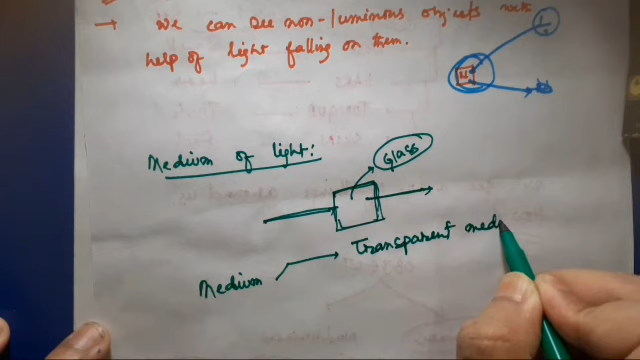 → We can see non-luminous objects with
help of light falling on them.
L
N
Medium of light:
Glass
Medium → Transparent med